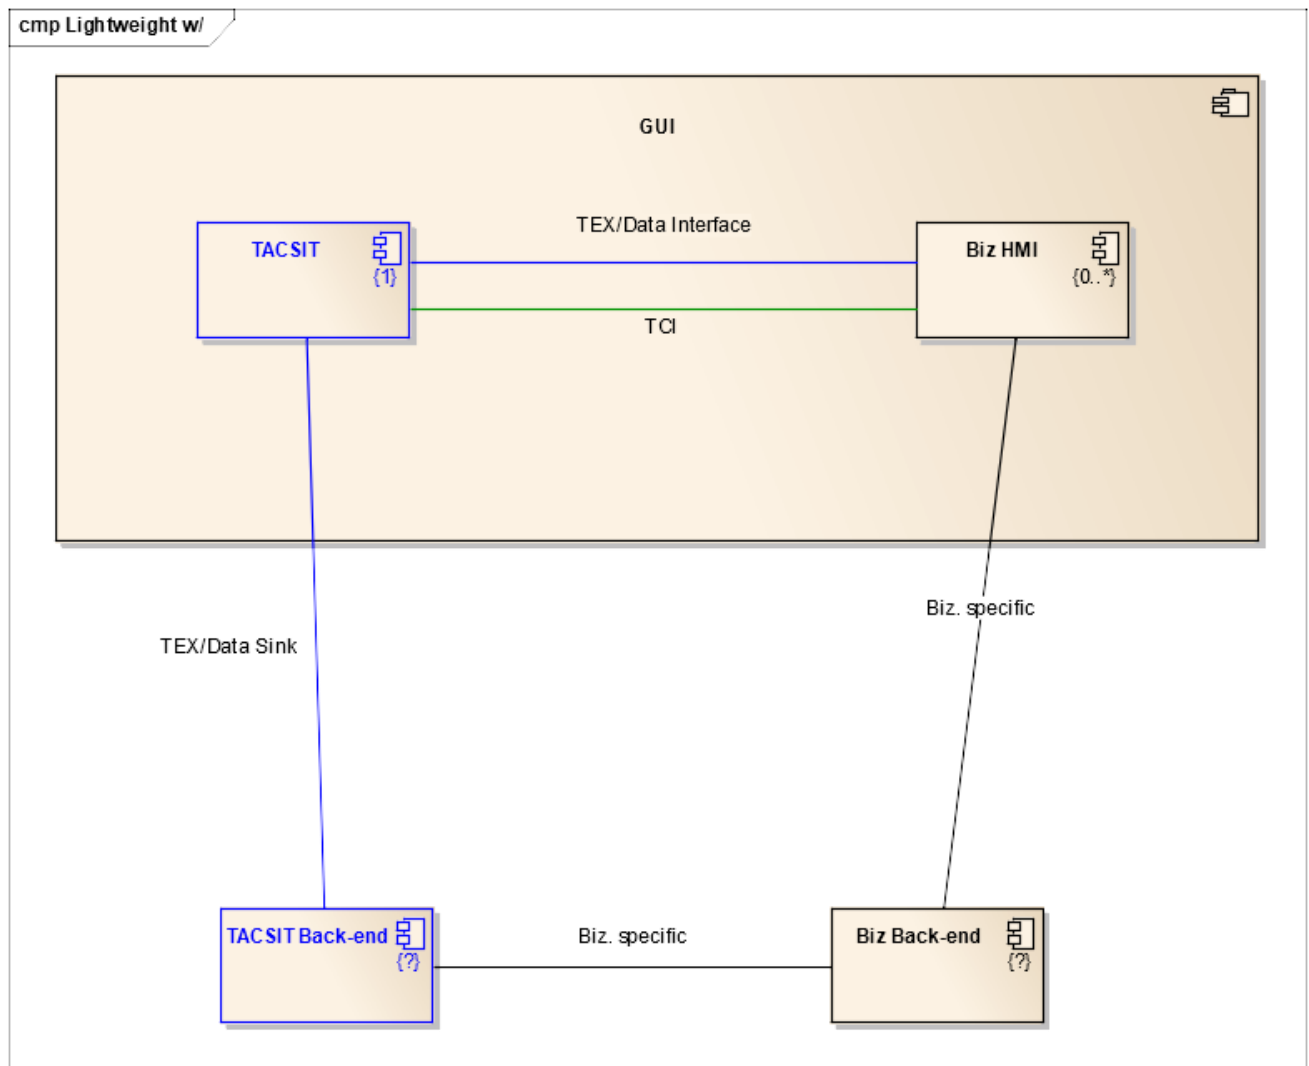 cmp Lightweight w/
GUI
TEX/Data Interface
TACSIT
{1}
Biz HMI
{0..*}
TCI
Biz. specific
TEX/Data Sink
TACSIT Back-end
{?}
Biz. specific
Biz Back-end
{?}